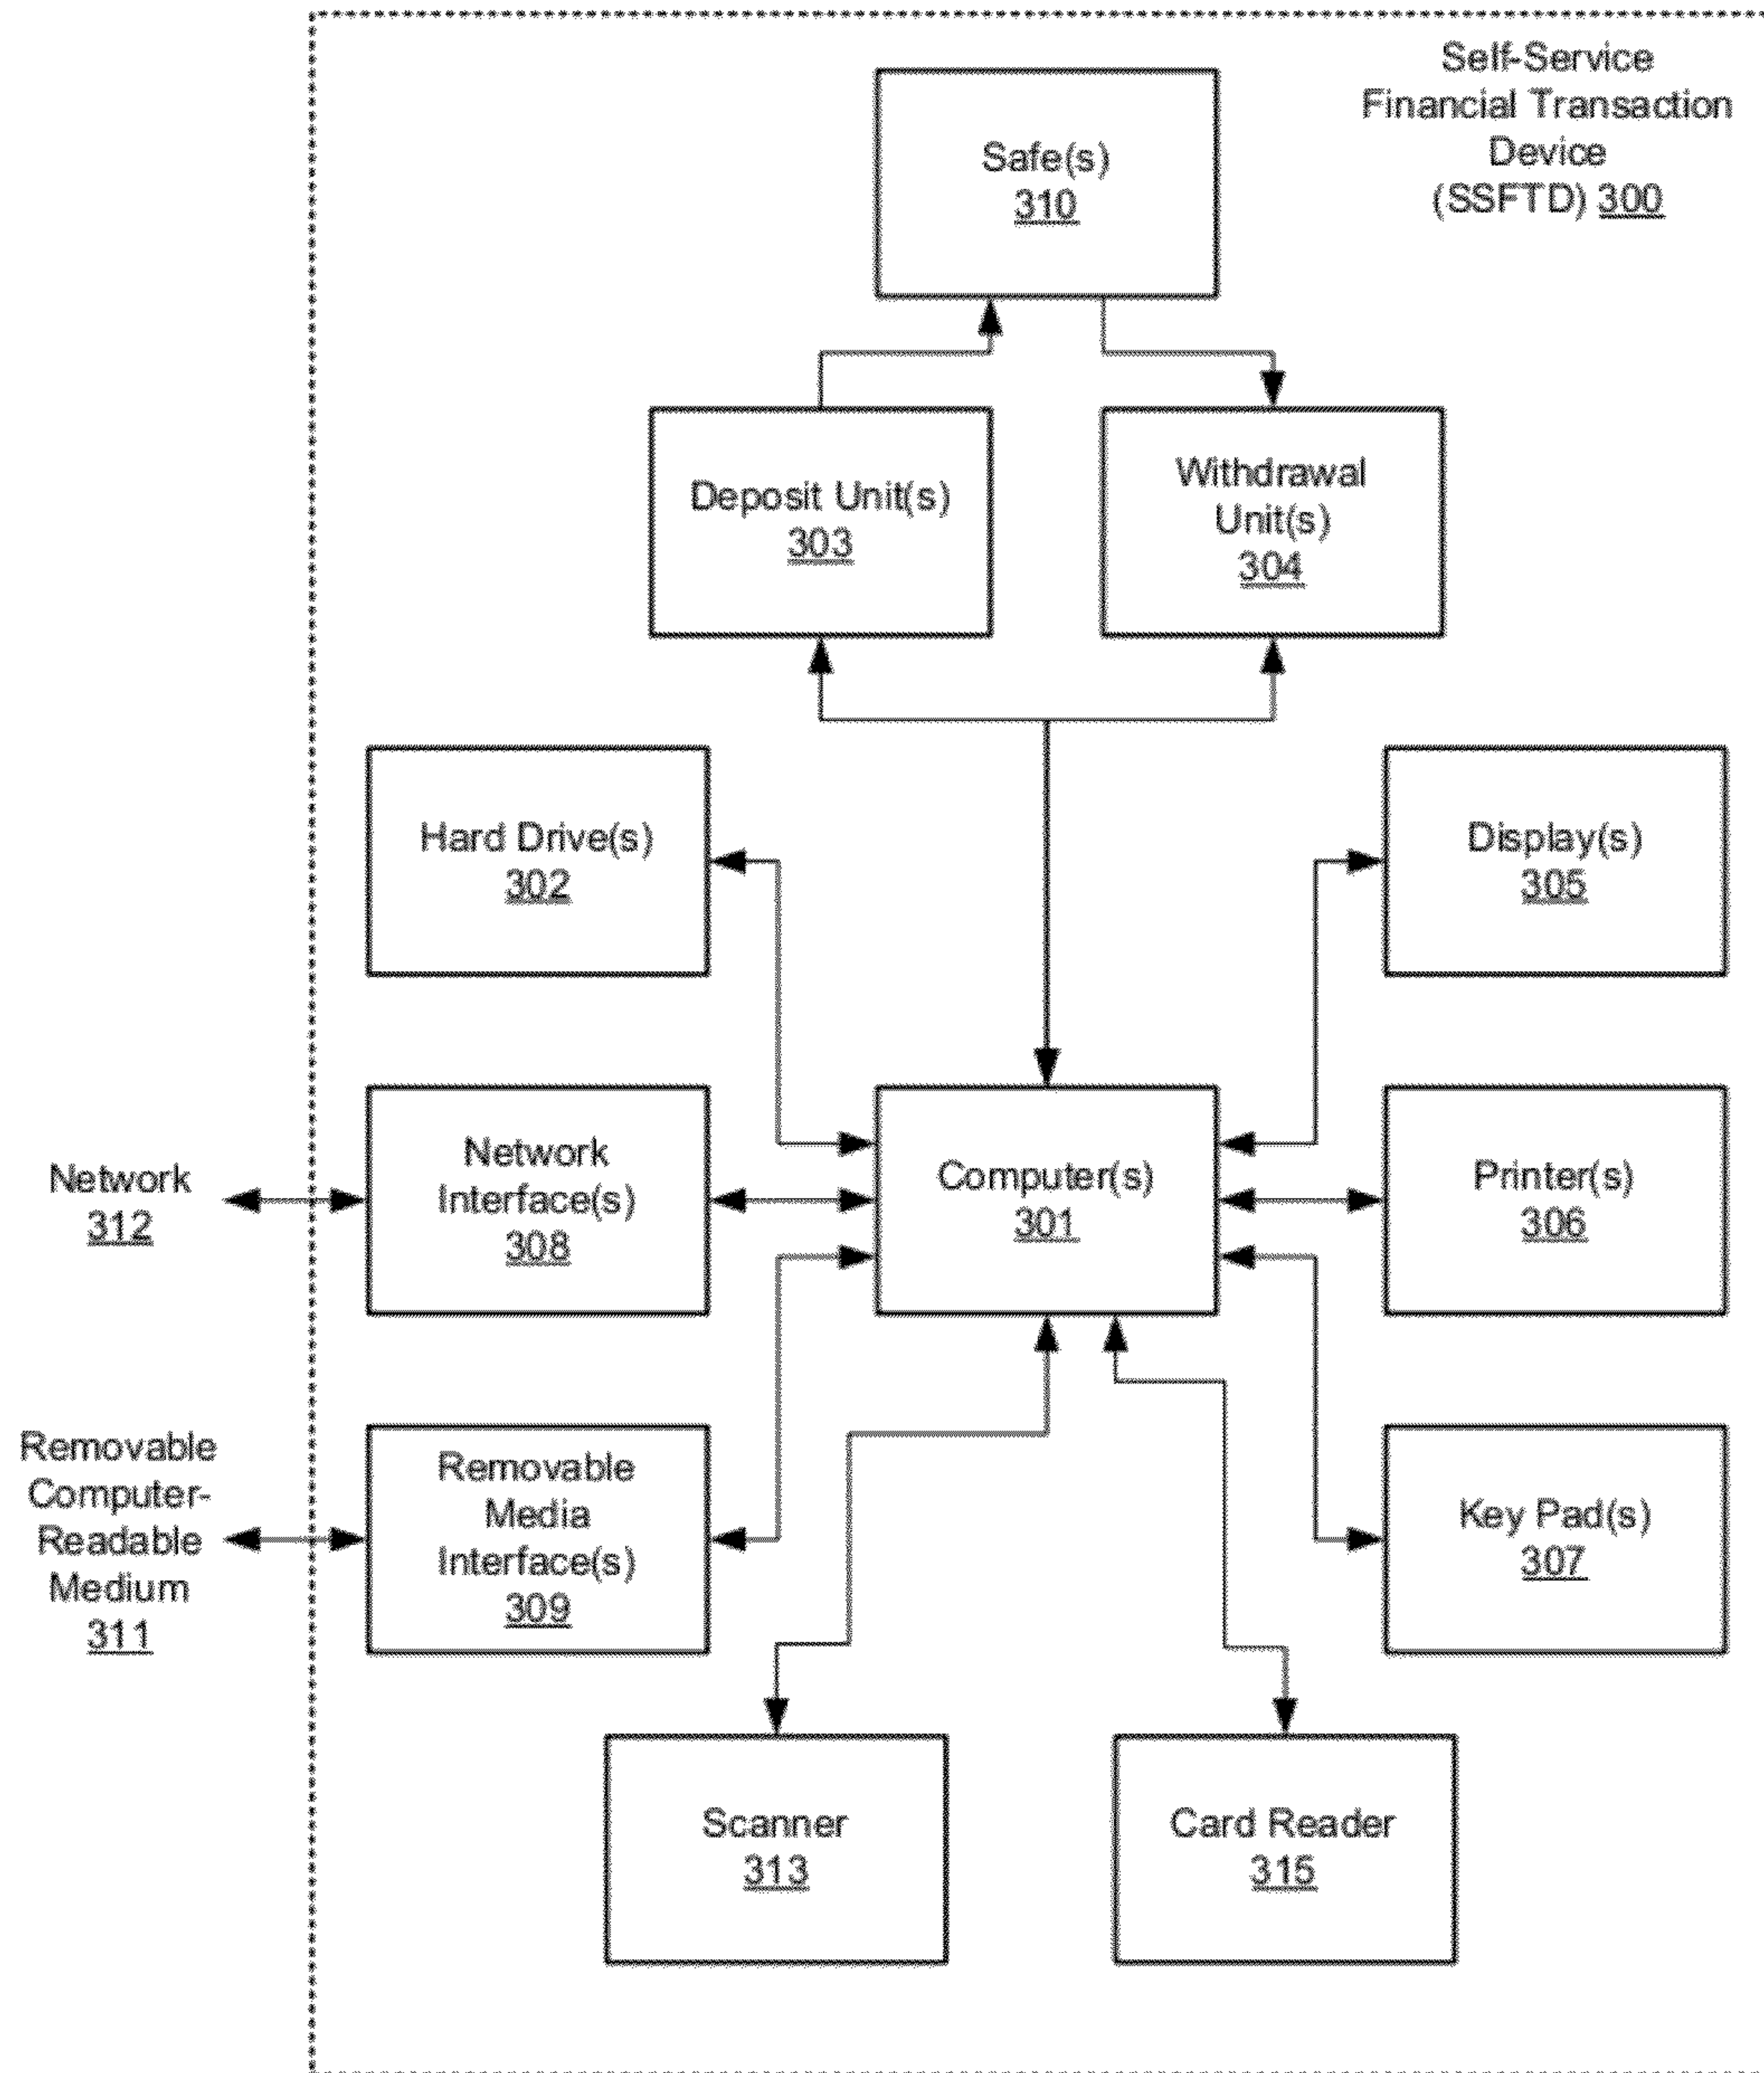 Self-Service
Financial Transaction
Device
(SSFTD) 300
Safe(s)
310
Deposit Unit(s)
303
Withdrawal
Unit(s)
304
Hard Drive(s)
302
Display(s)
305
Network
312
Network
Interface(s)
308
Computer(s)
301
Printer(s)
306
Removable
Computer-
Readable
Medium
311
Removable
Media
Interface(s)
309
Key Pad(s)
307
Scanner
313
Card Reader
315